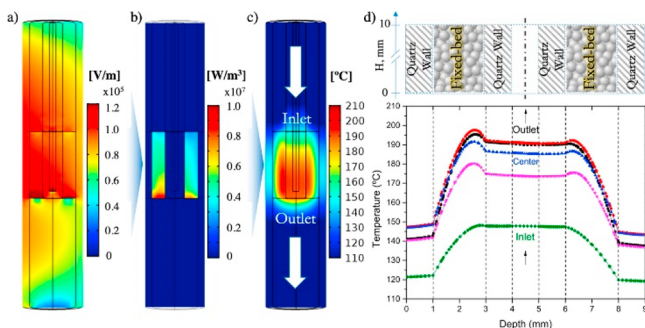 a)
[V/m]
x10⁵
1.2
1.0
0.8
0.6
0.4
0.2
0
b)
[W/m³]
x10⁷
1.0
0.8
0.6
0.4
0.2
0
c)
[ºC]
210
200
190
180
170
160
150
140
130
120
110
Inlet
Outlet
d)
H, mm
10
0
Quartz Wall
Fixed-bed
Quartz Wall
Quartz Wall
Fixed-bed
Quartz Wall
Temperature (ºC)
210
200
190
180
170
160
150
140
130
120
110
Outlet
Center
Inlet
0 1 2 3 4 5 6 7 8 9
Depth (mm)